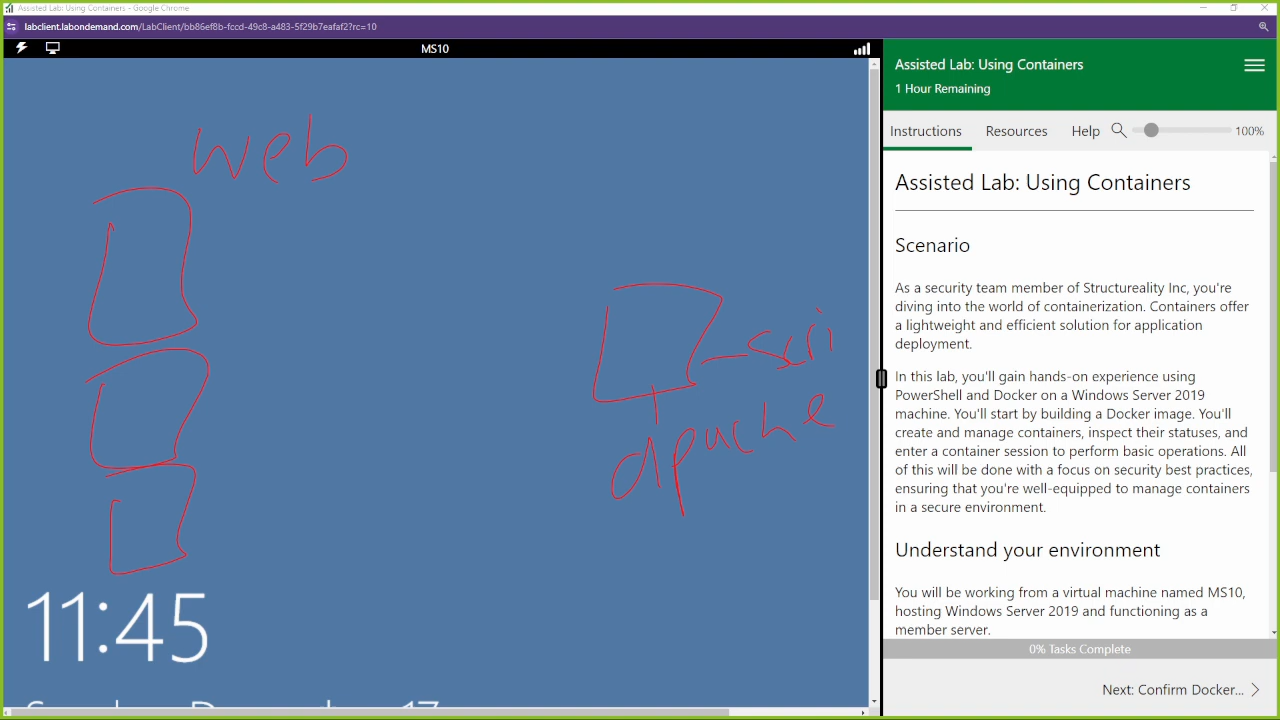 Assisted Lab: Using Containers - Google Chrome
labclient.labondemand.com/LabClient/bb86ef8b-fccd-49c8-a483-5f29b7eafaf2?rc=10
MS10
web
scri
apache
11:45
Assisted Lab: Using Containers
1 Hour Remaining
Instructions Resources Help 100%
Assisted Lab: Using Containers
Scenario
As a security team member of Structureality Inc, you're
diving into the world of containerization. Containers offer
a lightweight and efficient solution for application
deployment.
In this lab, you'll gain hands-on experience using
PowerShell and Docker on a Windows Server 2019
machine. You'll start by building a Docker image. You'll
create and manage containers, inspect their statuses, and
enter a container session to perform basic operations. All
of this will be done with a focus on security best practices,
ensuring that you're well-equipped to manage containers
in a secure environment.
Understand your environment
You will be working from a virtual machine named MS10,
hosting Windows Server 2019 and functioning as a
member server.
0% Tasks Complete
Next: Confirm Docker...